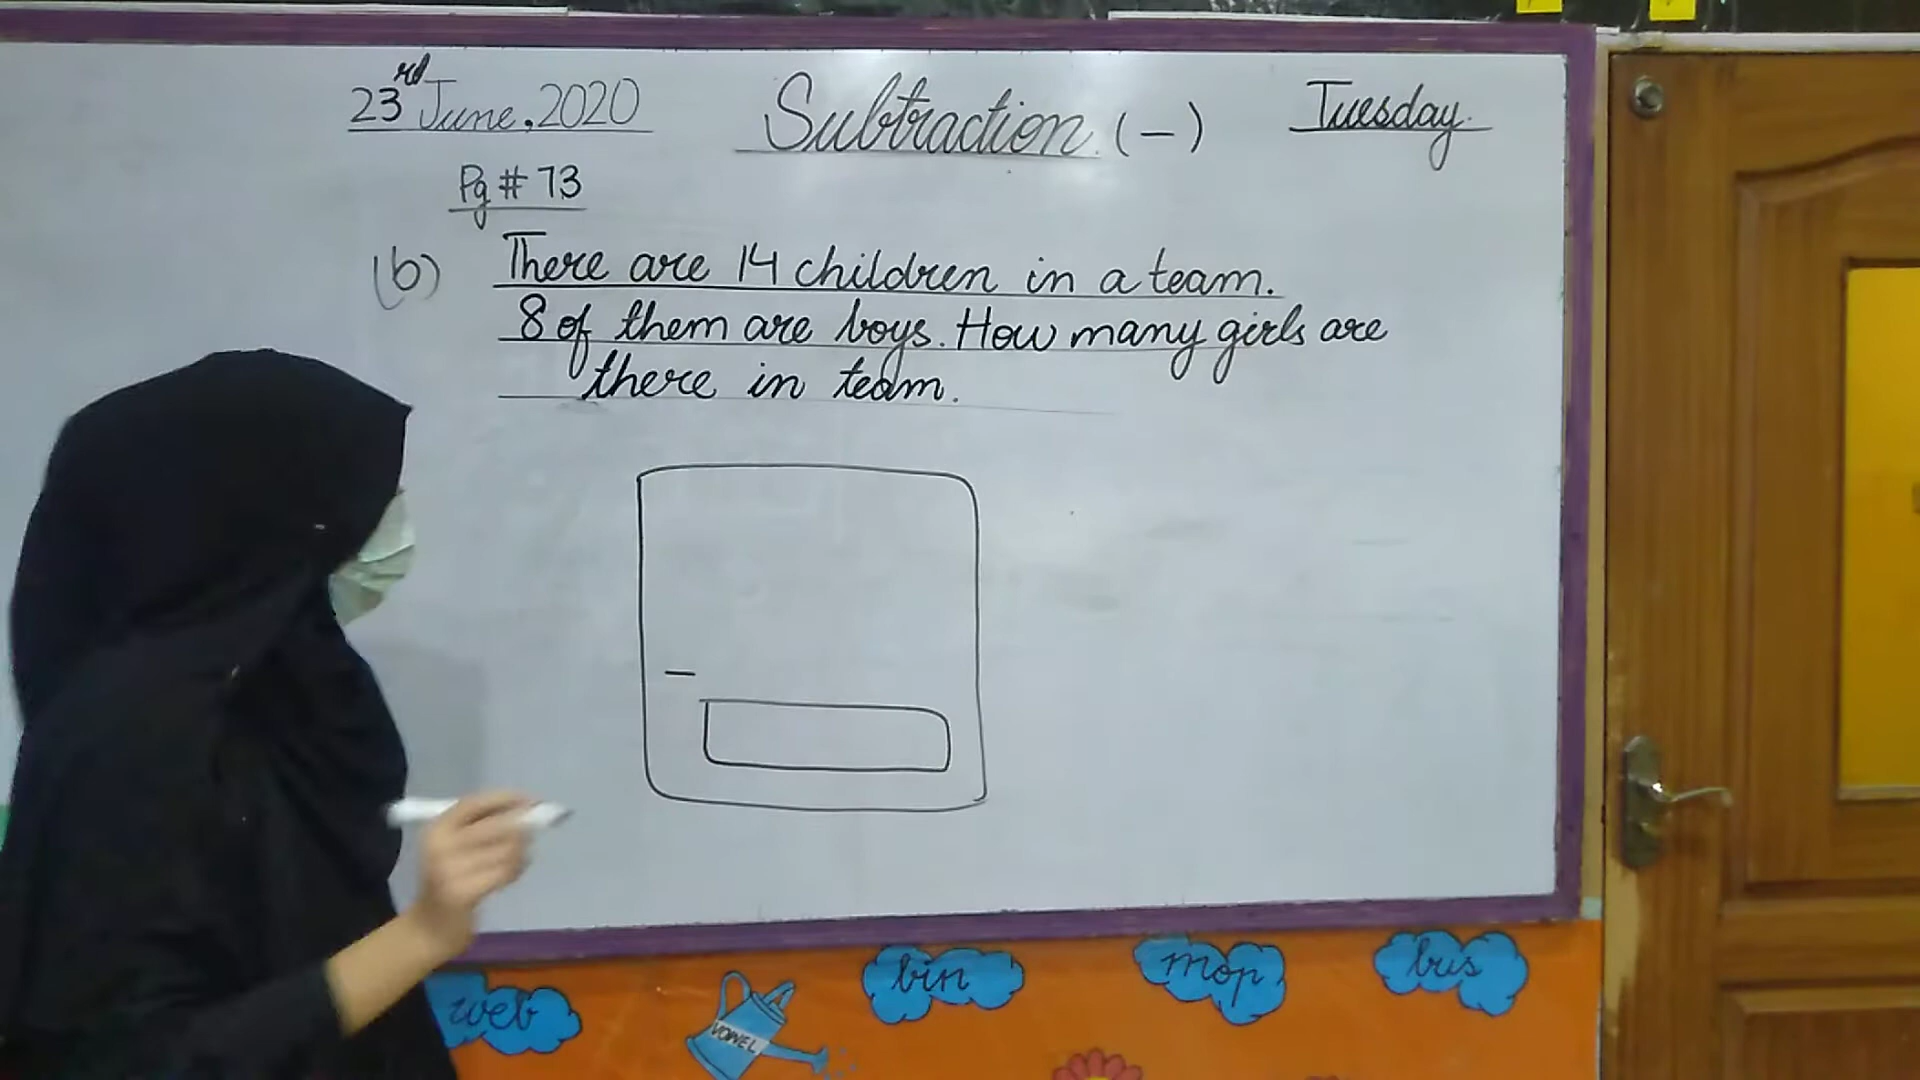 23rd June, 2020
Subtraction (-)
Tuesday.
Pg # 73
(b) There are 14 children in a team.
8 of them are boys. How many girls are
there in team.
-
web
VOWEL
bin
mop
bus